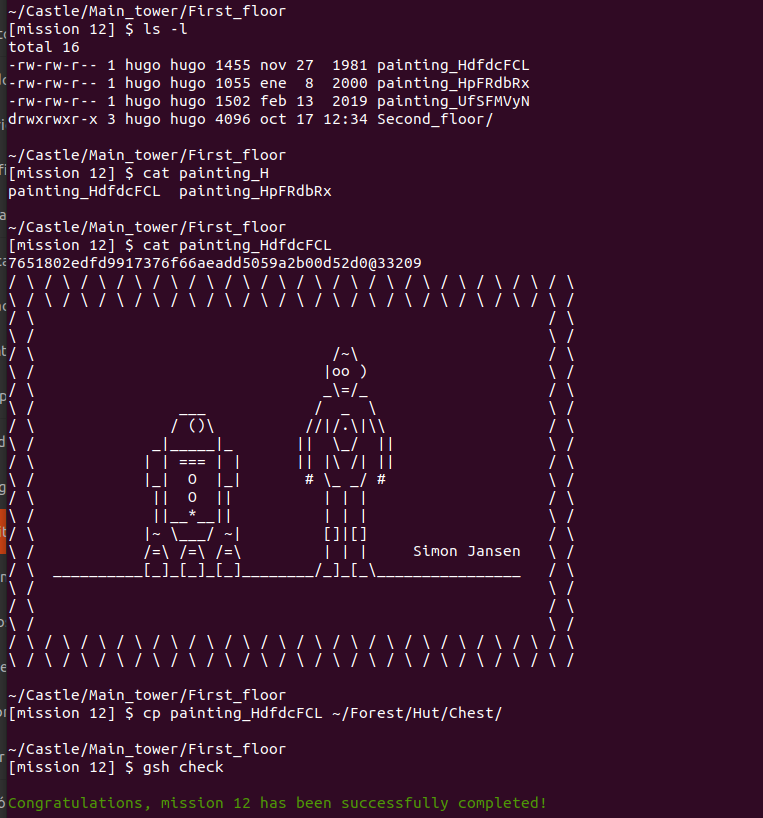 ~/Castle/Main_tower/First_floor
[mission 12] $ ls -l
total 16
-rw-rw-r-- 1 hugo hugo 1455 nov 27  1981 painting_HdfdcFCL
-rw-rw-r-- 1 hugo hugo 1055 ene  8  2000 painting_HpFRdbRx
-rw-rw-r-- 1 hugo hugo 1502 feb 13  2019 painting_UfSFMVyN
drwxrwxr-x 3 hugo hugo 4096 oct 17 12:34 Second_floor/
~/Castle/Main_tower/First_floor
[mission 12] $ cat painting_H
painting_HdfdcFCL  painting_HpFRdbRx
~/Castle/Main_tower/First_floor
[mission 12] $ cat painting_HdfdcFCL
7651802edfd9917376f66aeadd5059a2b00d52d0@33209
Simon Jansen
~/Castle/Main_tower/First_floor
[mission 12] $ cp painting_HdfdcFCL ~/Forest/Hut/Chest/
~/Castle/Main_tower/First_floor
[mission 12] $ gsh check
Congratulations, mission 12 has been successfully completed!